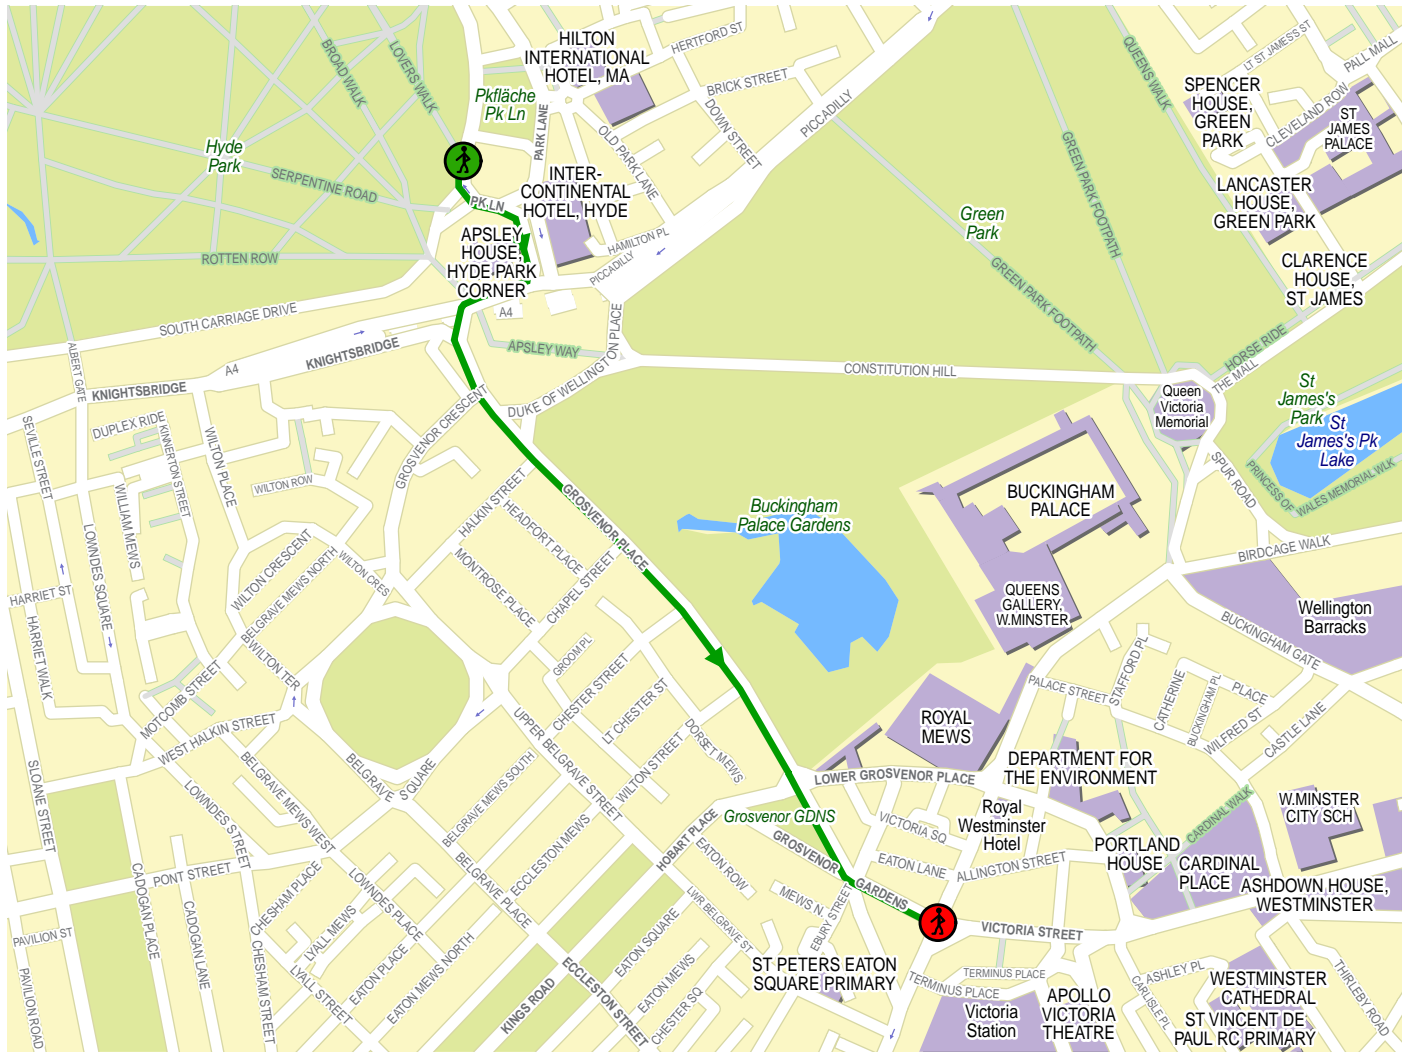 HILTON
INTERNATIONAL
HOTEL, MA
HERTFORD ST
BRICK STREET
DOWN STREET
PICCADILLY
QUEENS WALK
LT ST JAMES'S ST
PALL MALL
SPENCER
HOUSE,
GREEN
PARK
CLEVELAND ROW
ST
JAMES
PALACE
BROAD WALK
LOVERS WALK
Pkfläche
Pk Ln
PARK LANE
OLD PARK LANE
Hyde
Park
SERPENTINE ROAD
PK LN
INTER-
CONTINENTAL
HOTEL, HYDE
GREEN PARK FOOTPATH
LANCASTER
HOUSE,
GREEN PARK
Green
Park
APSLEY
HOUSE,
HYDE PARK
CORNER
HAMILTON PL
PICCADILLY
ROTTEN ROW
GREEN PARK FOOTPATH
CLARENCE
HOUSE,
ST JAMES
SOUTH CARRIAGE DRIVE
A4
KNIGHTSBRIDGE
APSLEY WAY
DUKE OF WELLINGTON PLACE
CONSTITUTION HILL
HORSE RIDE
THE MALL
ALBERT GATE
A4
KNIGHTSBRIDGE
Queen
Victoria
Memorial
St
James's
Park
St
James's Pk
Lake
SEVILLE STREET
DUPLEX RIDE
KINNERTON STREET
WILTON PLACE
GROSVENOR CRESCENT
WILTON ROW
WILLIAM MEWS
LOWNDES SQUARE
HALKIN STREET
HEADFORT PLACE
GROSVENOR PLACE
Buckingham
Palace Gardens
BUCKINGHAM
PALACE
SPUR ROAD
PRINCESS OF
WALES MEMORIAL WLK
BIRDCAGE WALK
WILTON CRESCENT
BELGRAVE MEWS NORTH
WILTON CRES
MONTROSE PLACE
CHAPEL STREET
QUEENS
GALLERY,
W.MINSTER
Wellington
Barracks
HARRIET ST
HARRIET WALK
WILTON TER
GROOM PL
CHESTER STREET
LT CHESTER ST
BUCKINGHAM GATE
STAFFORD PL
PALACE STREET
CATHERINE
PLACE
BUCKINGHAM PL
WILFRED ST
CASTLE LANE
MOTCOMB STREET
WEST HALKIN STREET
UPPER BELGRAVE STREET
DORSET MEWS
ROYAL
MEWS
DEPARTMENT FOR
THE ENVIRONMENT
SLOANE STREET
BELGRAVE MEWS WEST
BELGRAVE
SQUARE
BELGRAVE MEWS SOUTH
WILTON STREET
LOWER GROSVENOR PLACE
LOWNDES STREET
Grosvenor GDNS
Royal
Westminster
Hotel
VICTORIA SQ
CARDINAL WALK
W.MINSTER
CITY SCH
HOBART PLACE
GROSVENOR
GARDENS
EATON LANE
ALLINGTON STREET
PORTLAND
HOUSE
CARDINAL
PLACE
ASHDOWN HOUSE,
WESTMINSTER
PONT STREET
CADOGAN PLACE
CADOGAN LANE
CHESHAM PLACE
LOWNDES PLACE
BELGRAVE PLACE
ECCLESTON MEWS
EATON ROW
MEWS N.
LWR BELGRAVE ST
EBURY STREET
VICTORIA STREET
PAVILION ST
PAVILION ROAD
CHESHAM STREET
LYALL MEWS
LYALL STREET
EATON PLACE
EATON MEWS NORTH
KINGS ROAD
ECCLESTON STREET
EATON SQUARE
EATON MEWS
CHESTER SQ
ST PETERS EATON
SQUARE PRIMARY
TERMINUS PLACE
TERMINUS PLACE
Victoria
Station
APOLLO
VICTORIA
THEATRE
ASHLEY PL
CARLISLE PL
WESTMINSTER
CATHEDRAL
ST VINCENT DE
PAUL RC PRIMARY
THIRLEBY ROAD